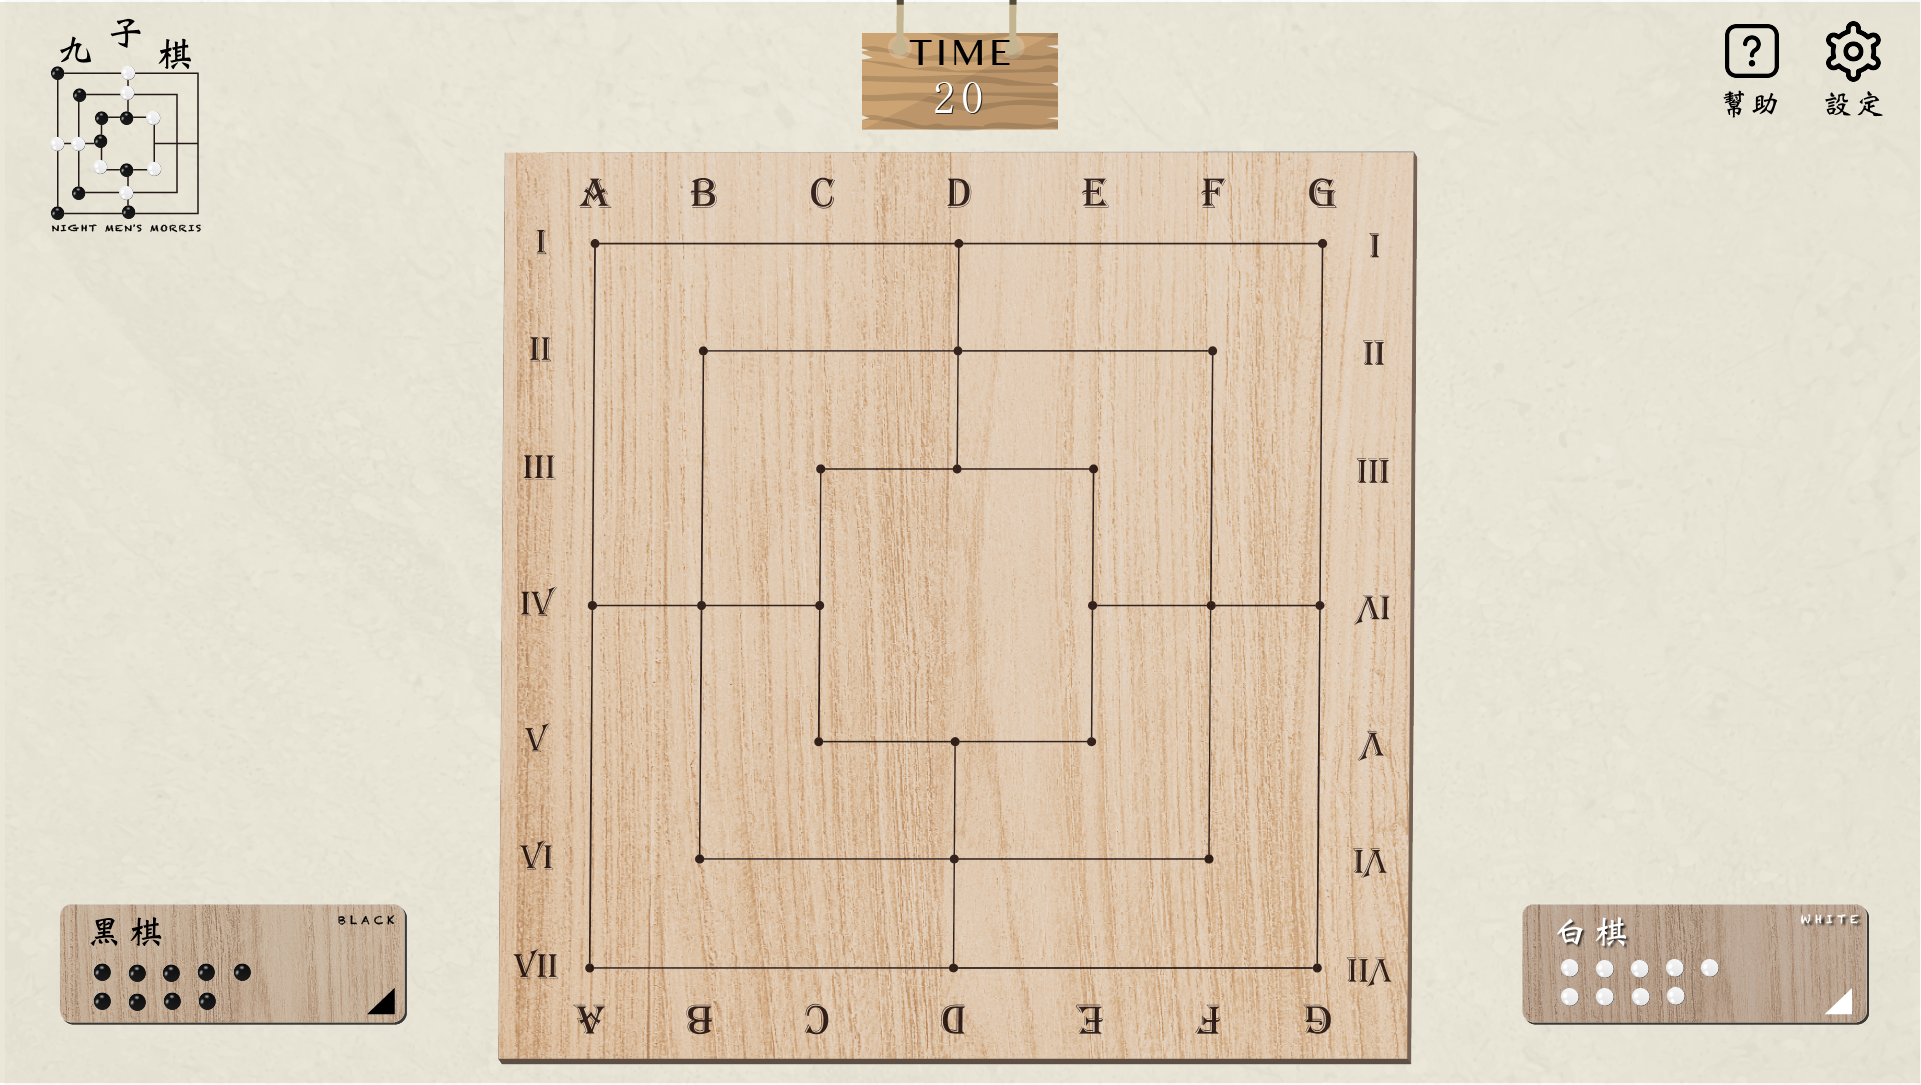 九子棋
NIGHT MEN'S MORRIS
TIME
20
?
幫助
設定
A B C D E F G
I I
II II
III III
IV IV
V V
VI VI
VII VII
A B C D E F G
黑棋
BLACK
白棋
WHITE